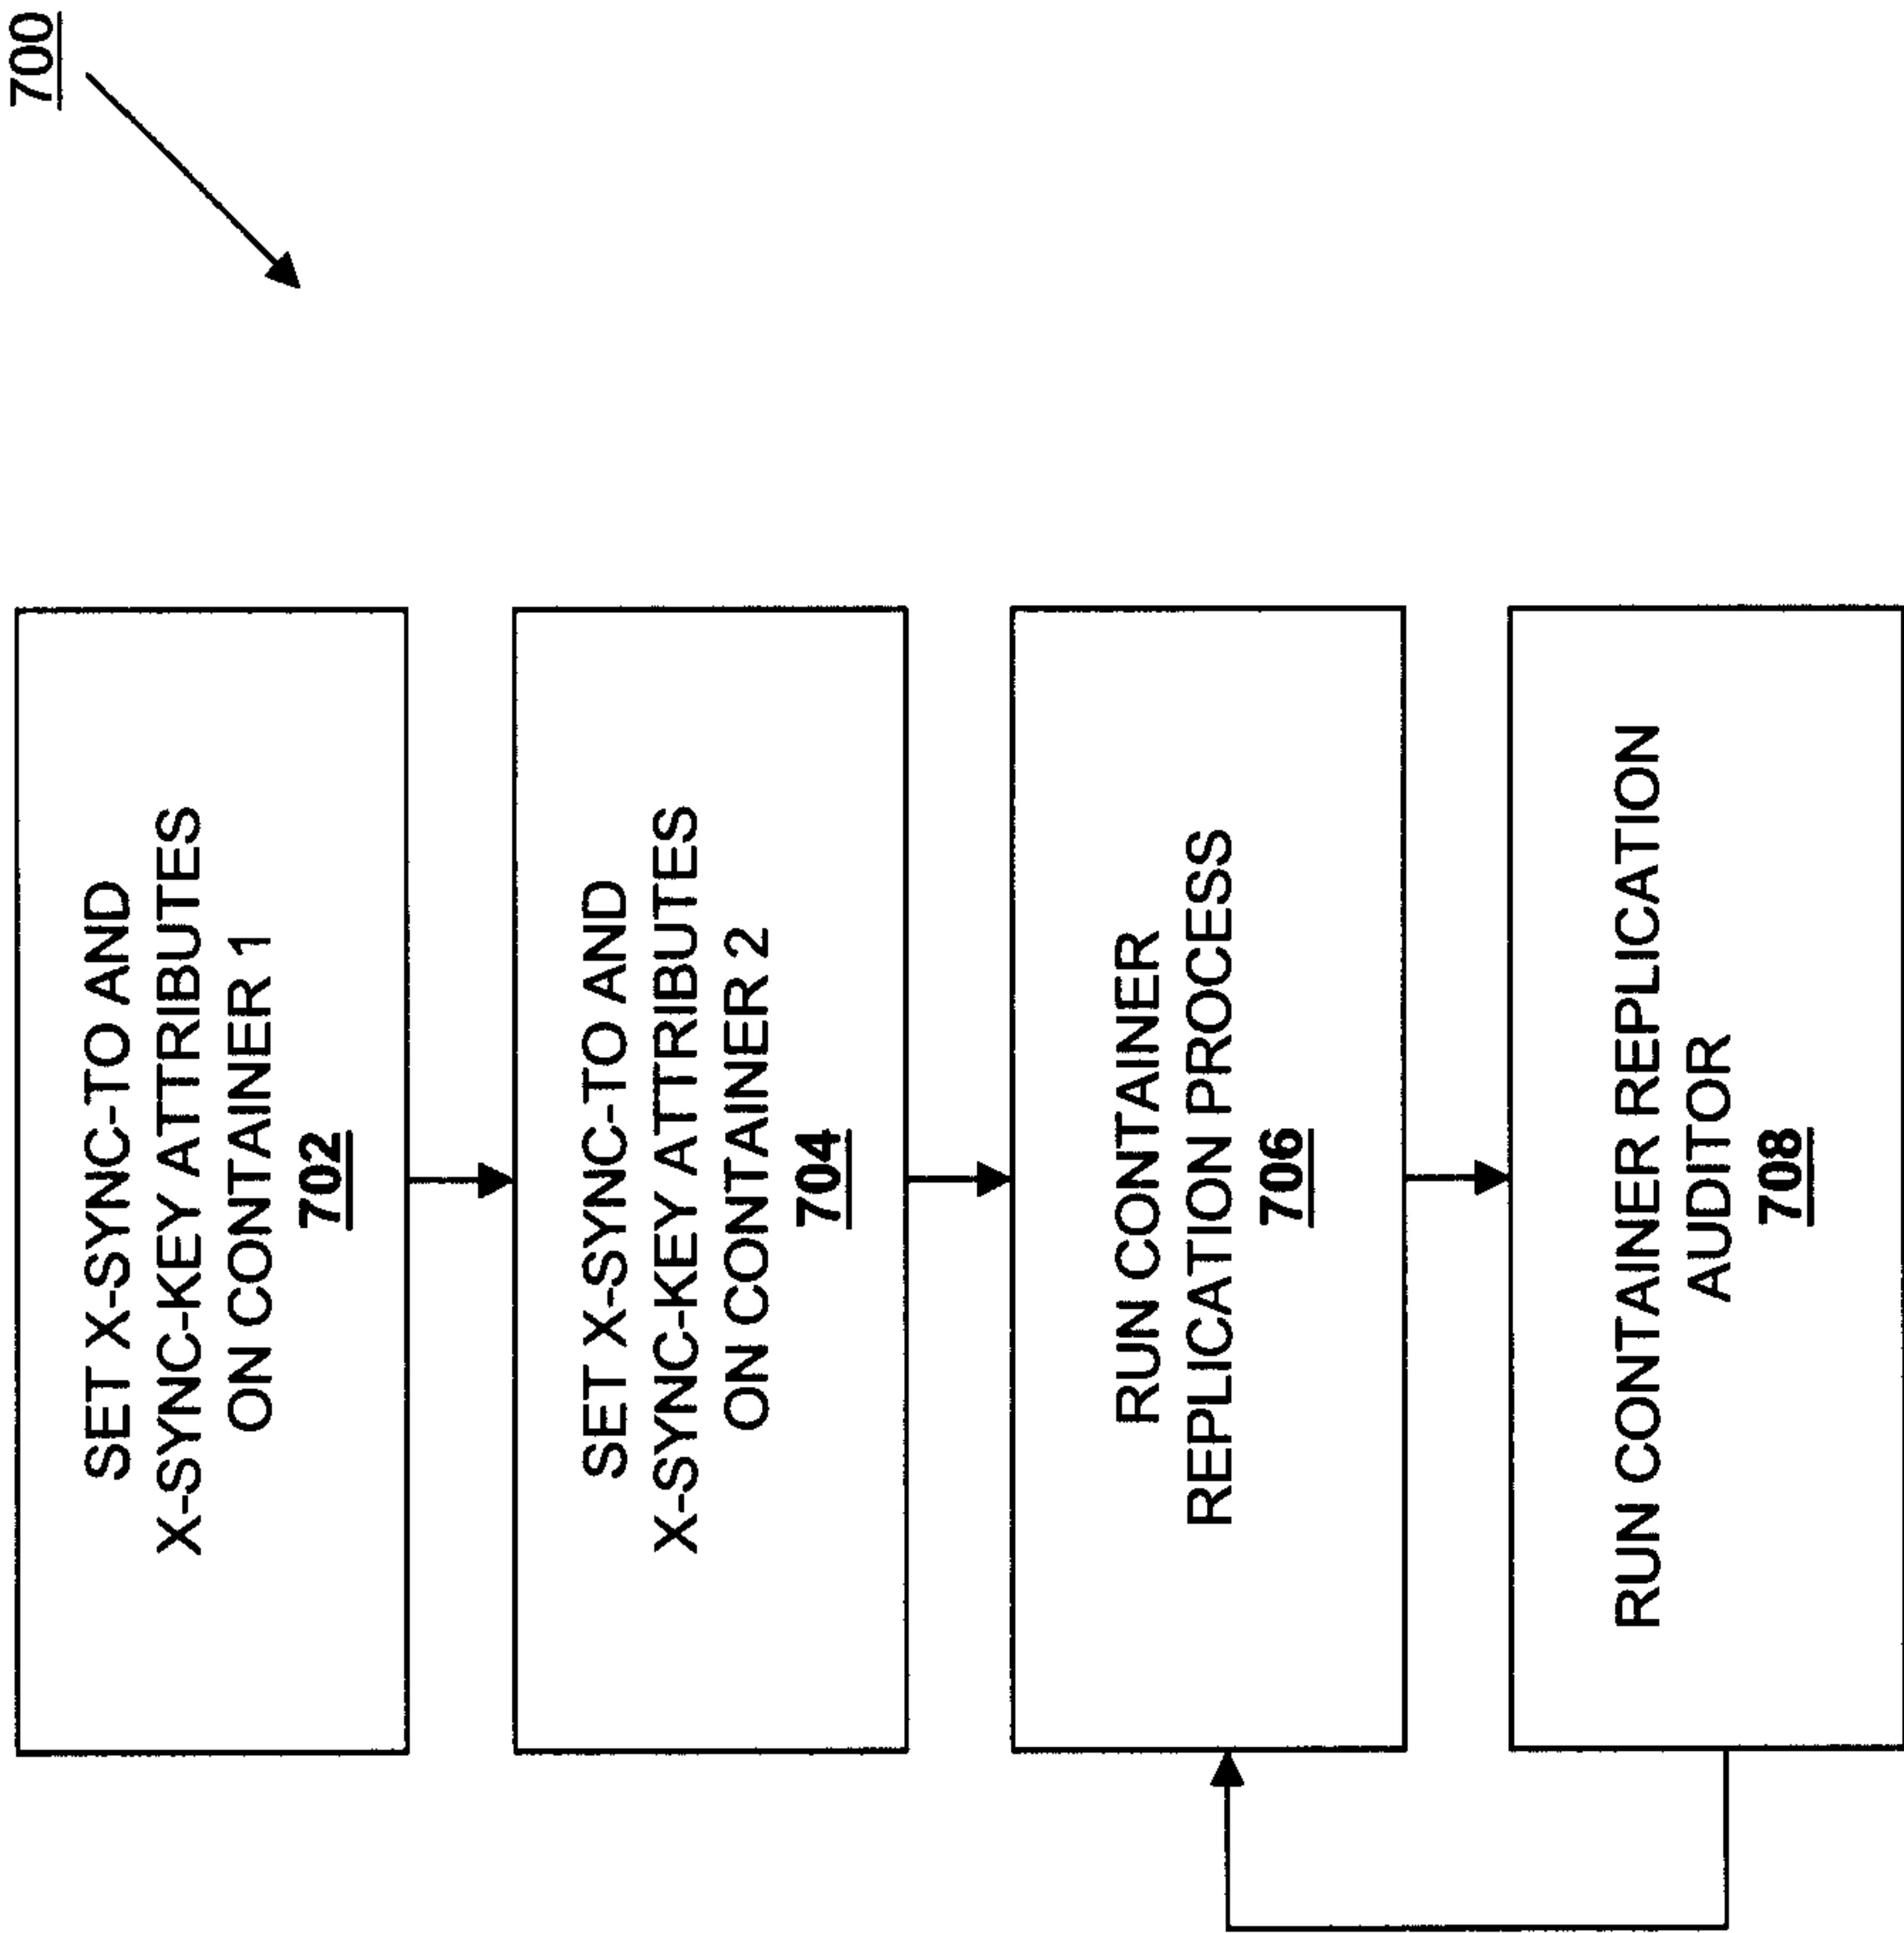 700
SET X-SYNC-TO AND
X-SYNC-KEY ATTRIBUTES
ON CONTAINER 1
702
SET X-SYNC-TO AND
X-SYNC-KEY ATTRIBUTES
ON CONTAINER 2
704
RUN CONTAINER
REPLICATION PROCESS
706
RUN CONTAINER REPLICATION
AUDITOR
708